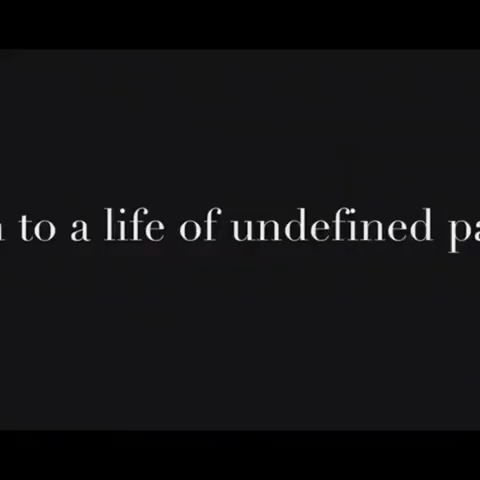 to a life of undefined